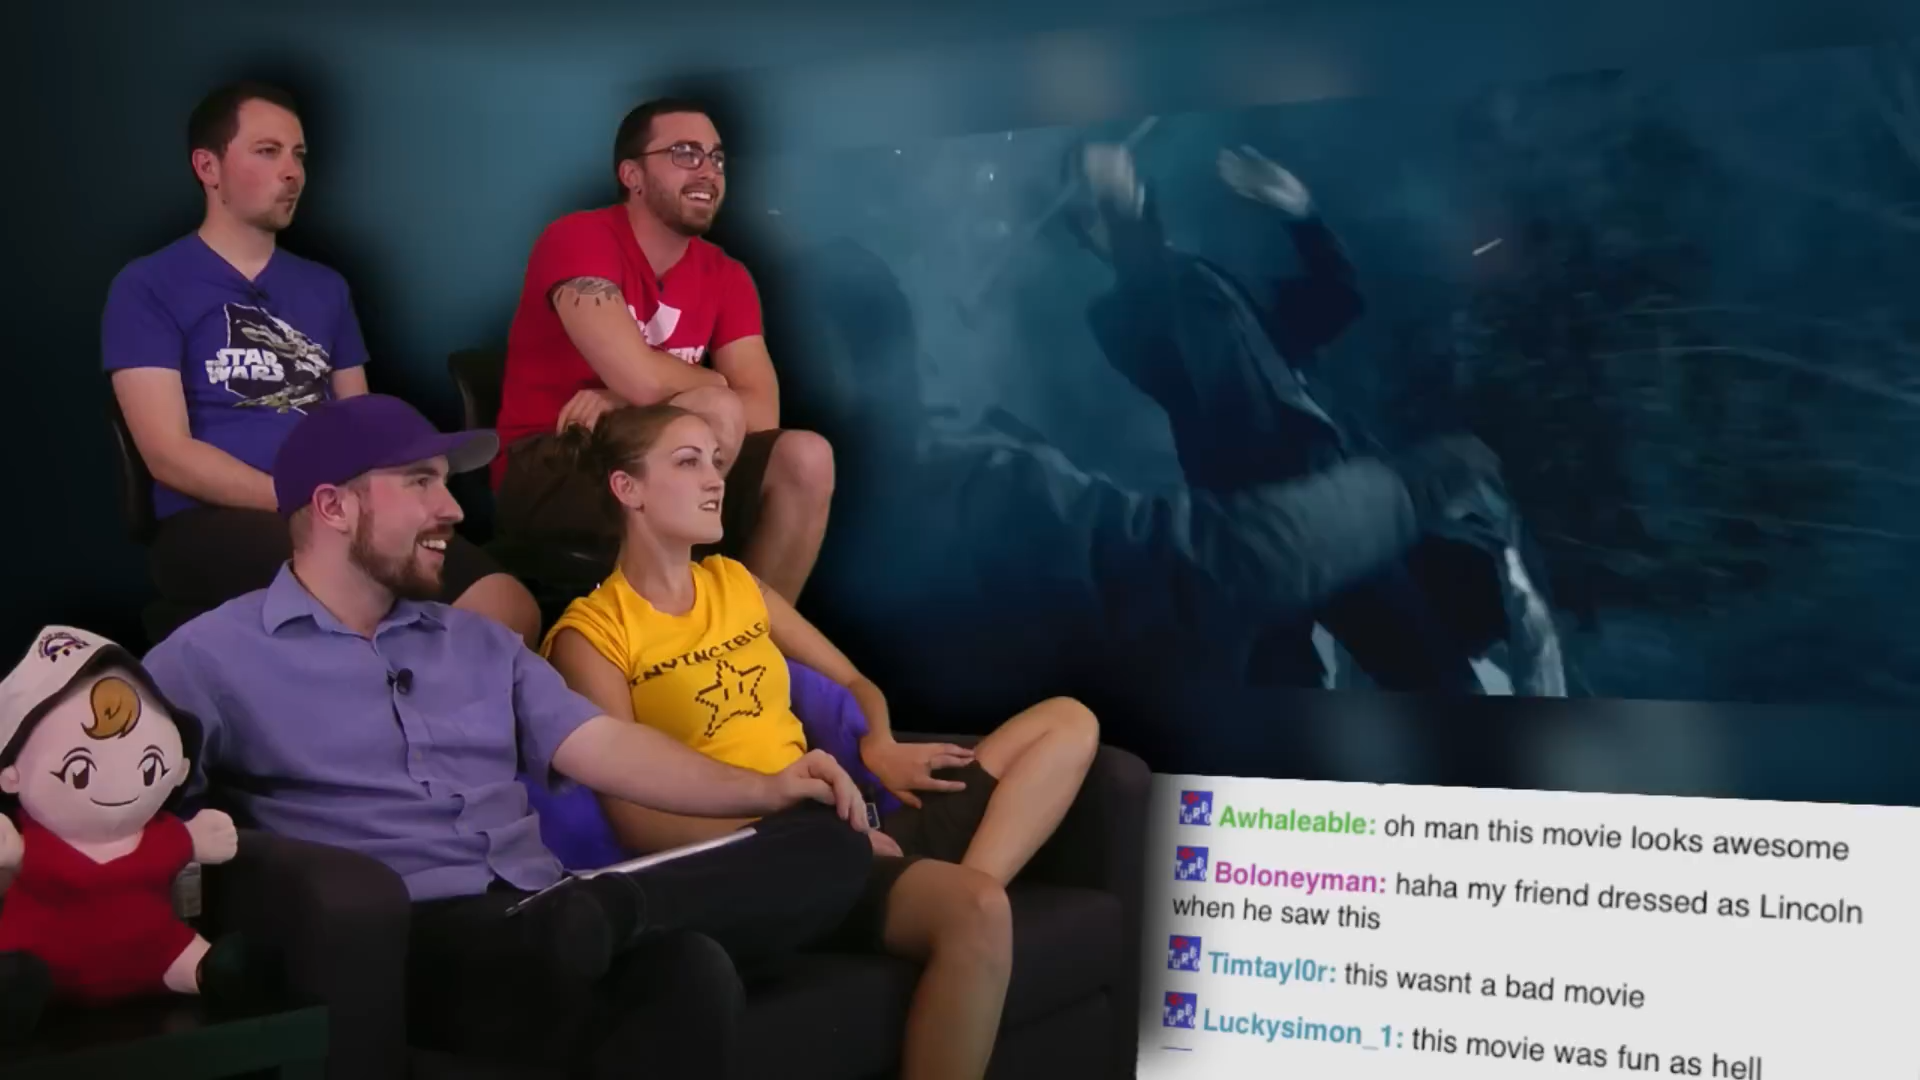 STAR
WARS
INVINCIBLE
Awhaleable: oh man this movie looks awesome
Boloneyman: haha my friend dressed as Lincoln
when he saw this
Timtayl0r: this wasnt a bad movie
Luckysimon_1: this movie was fun as hell